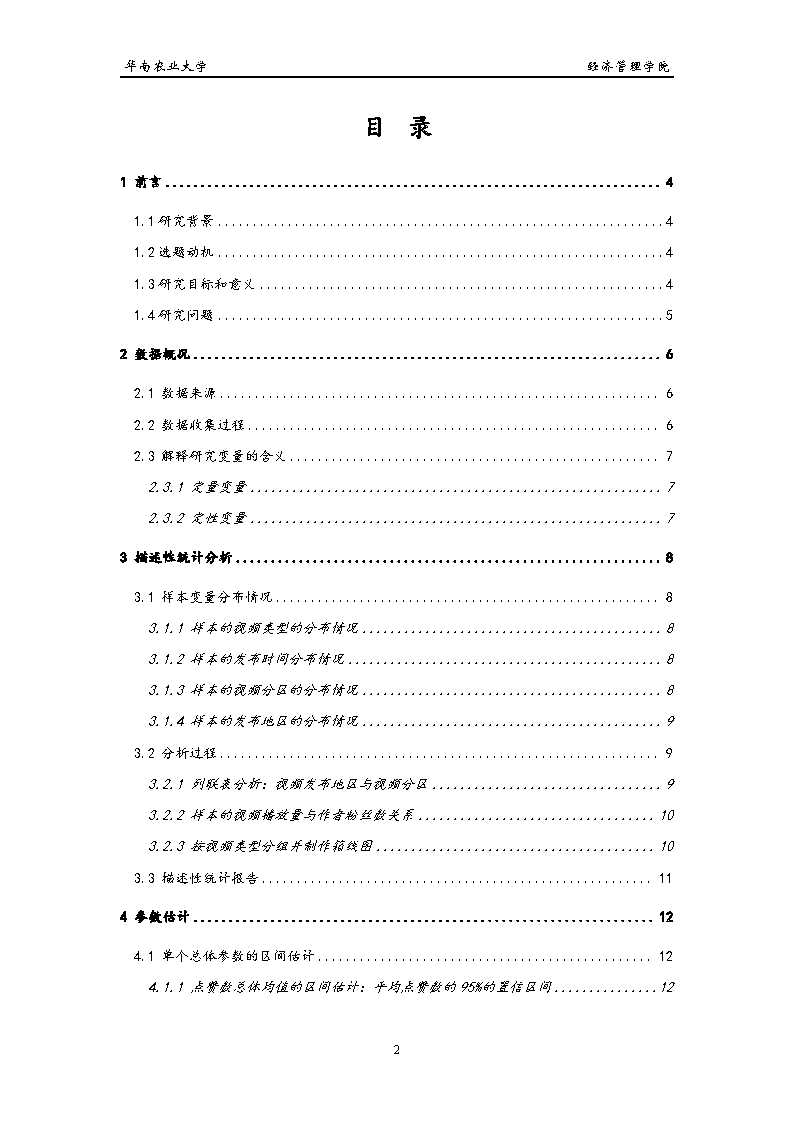 华南农业大学 经济管理学院
目 录
1 前言........................................................................ 4
1.1研究背景................................................................4
1.2选题动机................................................................4
1.3研究目标和意义..........................................................4
1.4研究问题................................................................5
2 数据概况.................................................................... 6
2.1 数据来源............................................................... 6
2.2 数据收集过程........................................................... 6
2.3 解释研究变量的含义..................................................... 7
2.3.1 定量变量........................................................... 7
2.3.2 定性变量........................................................... 7
3 描述性统计分析.............................................................. 8
3.1 样本变量分布情况....................................................... 8
3.1.1 样本的视频类型的分布情况........................................... 8
3.1.2 样本的发布时间分布情况............................................. 8
3.1.3 样本的视频分区的分布情况........................................... 8
3.1.4 样本的发布地区的分布情况........................................... 9
3.2 分析过程............................................................... 9
3.2.1 列联表分析：视频发布地区与视频分区................................. 9
3.2.2 样本的视频播放量与作者粉丝数关系.................................. 10
3.2.3 按视频类型分组并制作箱线图........................................ 10
3.3 描述性统计报告........................................................ 11
4 参数估计................................................................... 12
4.1 单个总体参数的区间估计................................................ 12
4.1.1 点赞数总体均值的区间估计：平均点赞数的95%的置信区间...............12
2